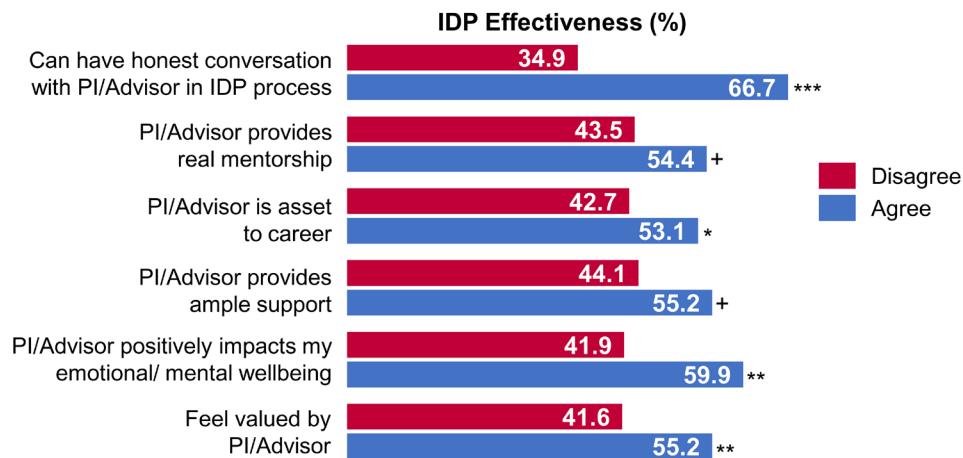 IDP Effectiveness (%)
Can have honest conversation
with PI/Advisor in IDP process
34.9
66.7 ***
PI/Advisor provides
real mentorship
43.5
54.4 +
PI/Advisor is asset
to career
42.7
53.1 *
PI/Advisor provides
ample support
44.1
55.2 +
PI/Advisor positively impacts my
emotional/ mental wellbeing
41.9
59.9 **
Feel valued by
PI/Advisor
41.6
55.2 **
Disagree
Agree